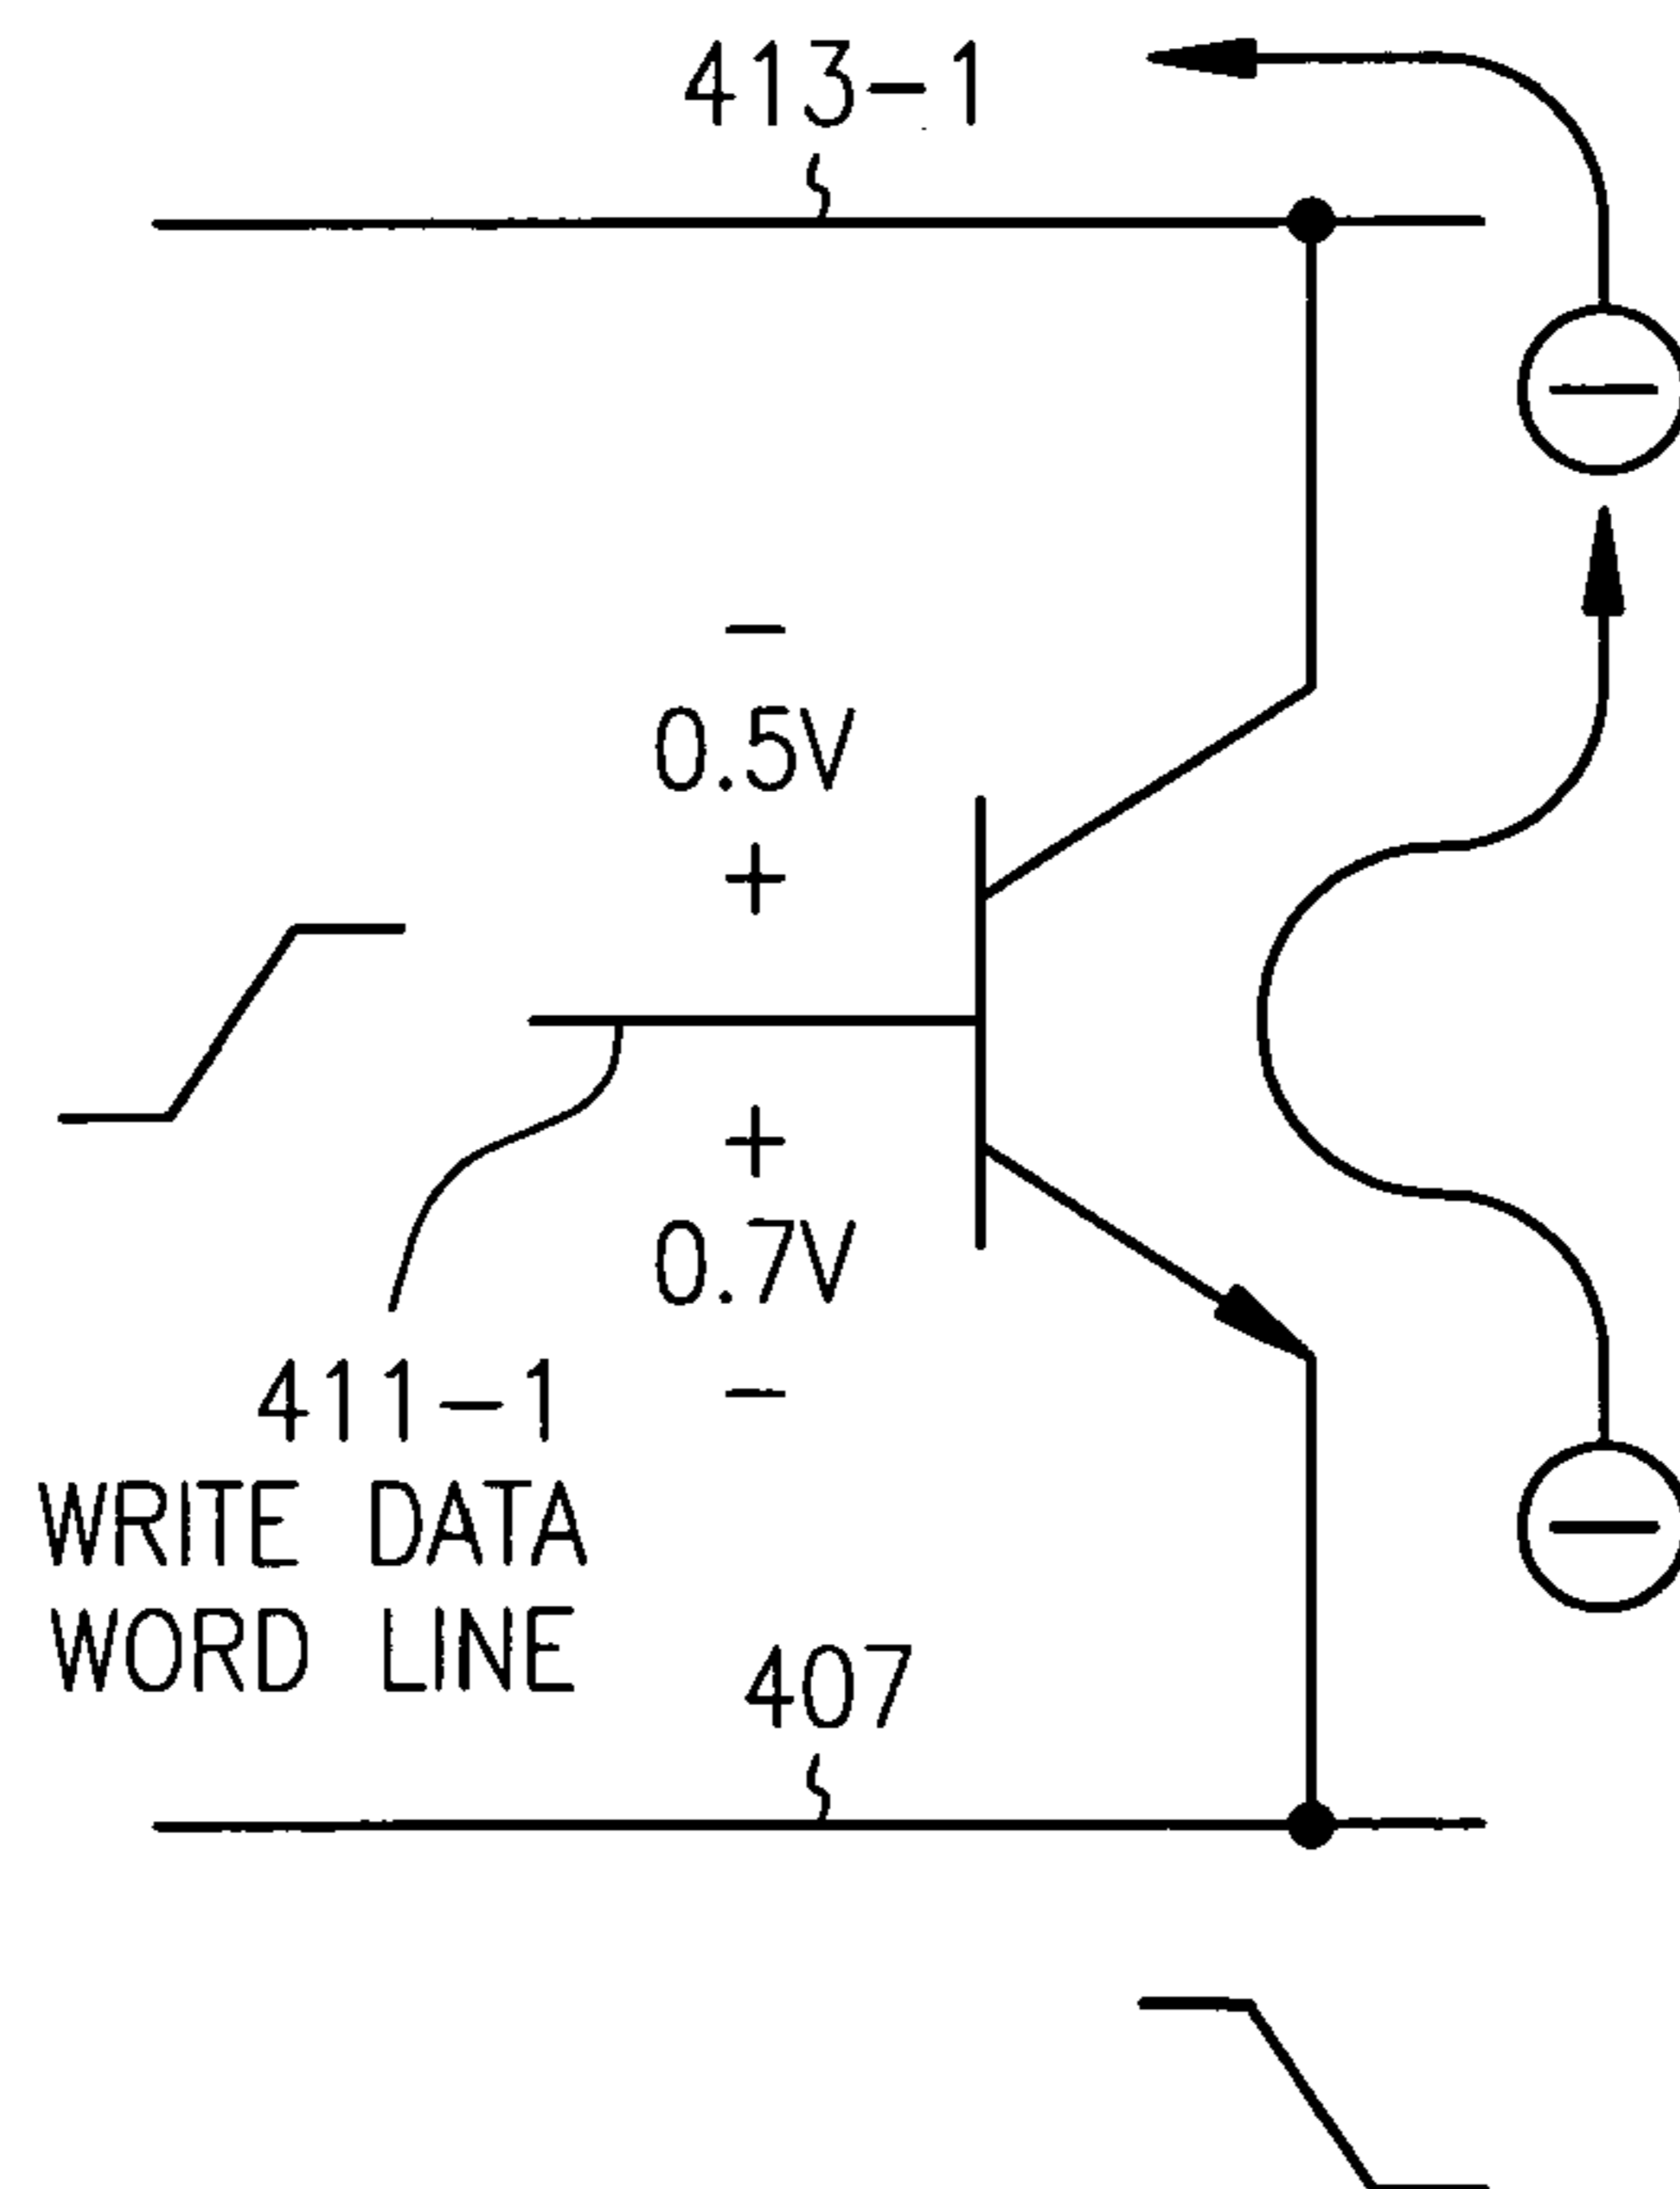 413-1
−
0.5V
+
+
0.7V
−
411-1
WRITE DATA
WORD LINE
407